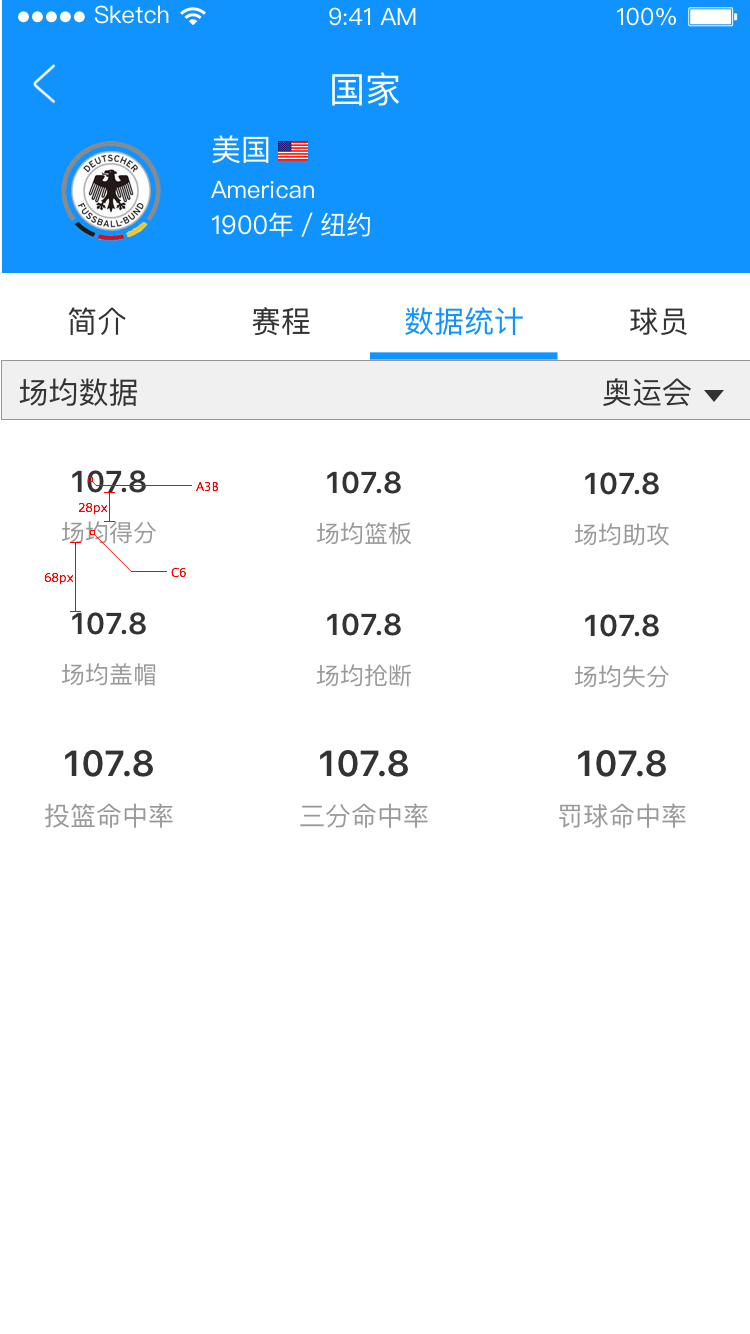 Sketch 9:41 AM 100%
国家
DEUTSCHER
FUSSBALL-BUND
美国
American
1900年 / 纽约
简介 赛程 数据统计 球员
场均数据 奥运会
107.8 107.8 107.8
A3B
28px
场均得分 场均篮板 场均助攻
C6
68px
107.8 107.8 107.8
场均盖帽 场均抢断 场均失分
107.8 107.8 107.8
投篮命中率 三分命中率 罚球命中率